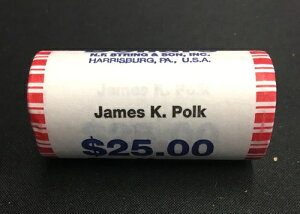 N.F. STRING & SON, INC.
HARRISBURG, PA., U.S.A.
James K. Polk
$25.00